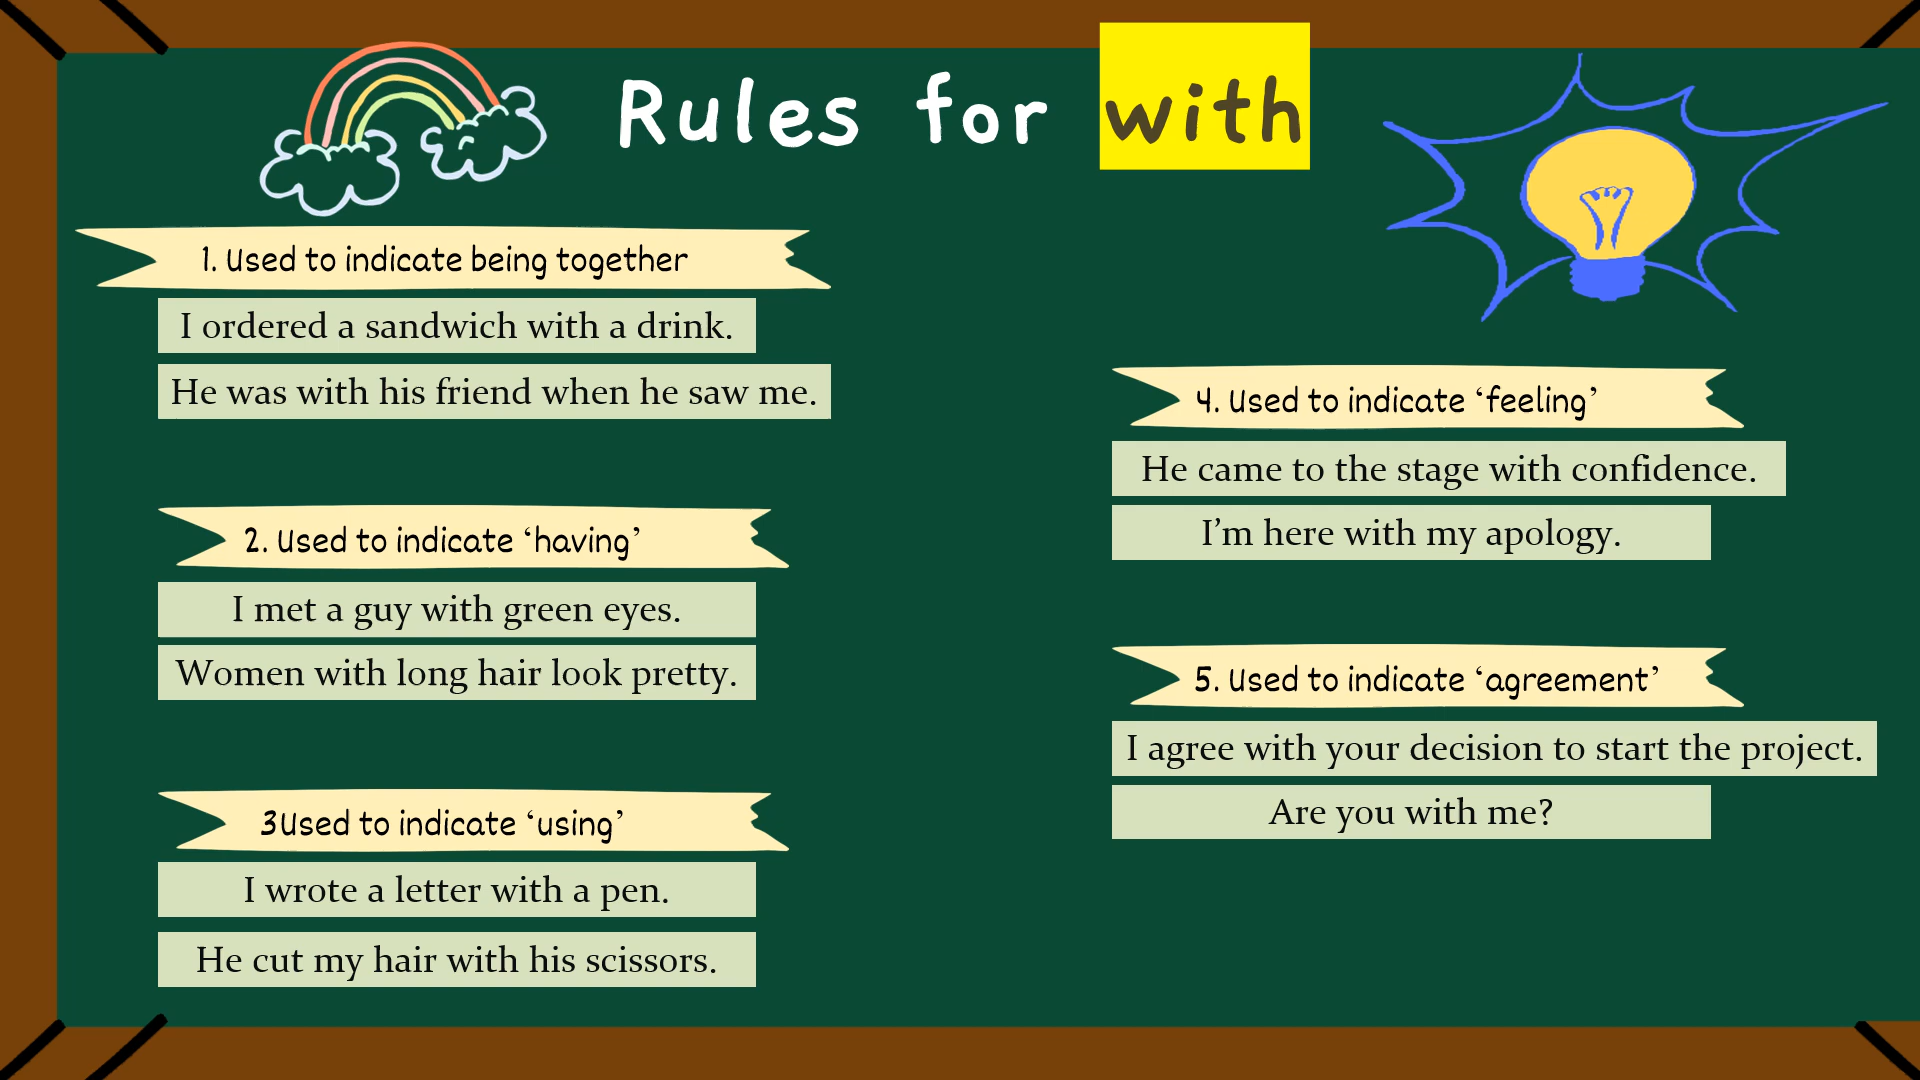 Rules for with
1. Used to indicate being together
I ordered a sandwich with a drink.
He was with his friend when he saw me.
2. Used to indicate ‘having’
I met a guy with green eyes.
Women with long hair look pretty.
3Used to indicate ‘using’
I wrote a letter with a pen.
He cut my hair with his scissors.
4. Used to indicate ‘feeling’
He came to the stage with confidence.
I’m here with my apology.
5. Used to indicate ‘agreement’
I agree with your decision to start the project.
Are you with me?